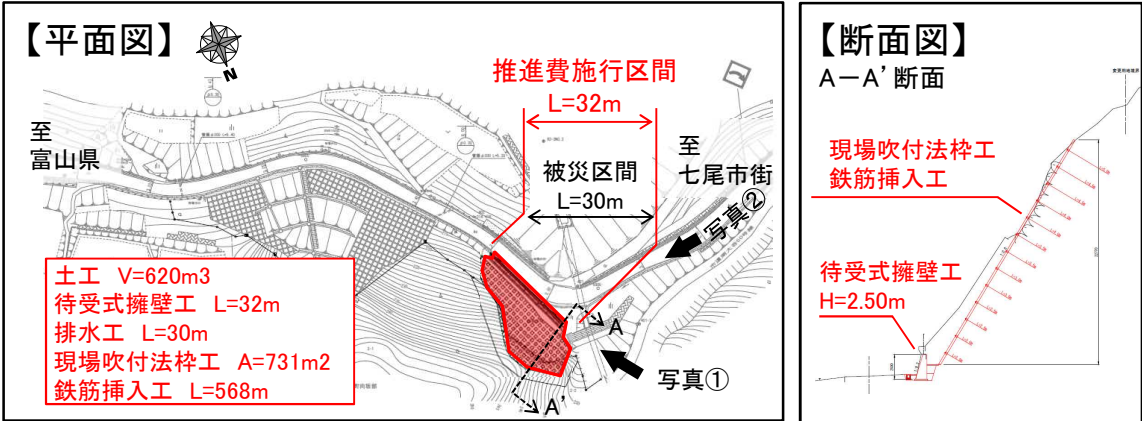 【平面図】
N
推進費施行区間
L=32m
至
富山県
被災区間
L=30m
至
七尾市街
写真②
土工 V=620m3
待受式擁壁工 L=32m
排水工 L=30m
現場吹付法枠工 A=731m2
鉄筋挿入工 L=568m
A
A'
写真①
【断面図】
A-A'断面
現場吹付法枠工
鉄筋挿入工
待受式擁壁工
H=2.50m